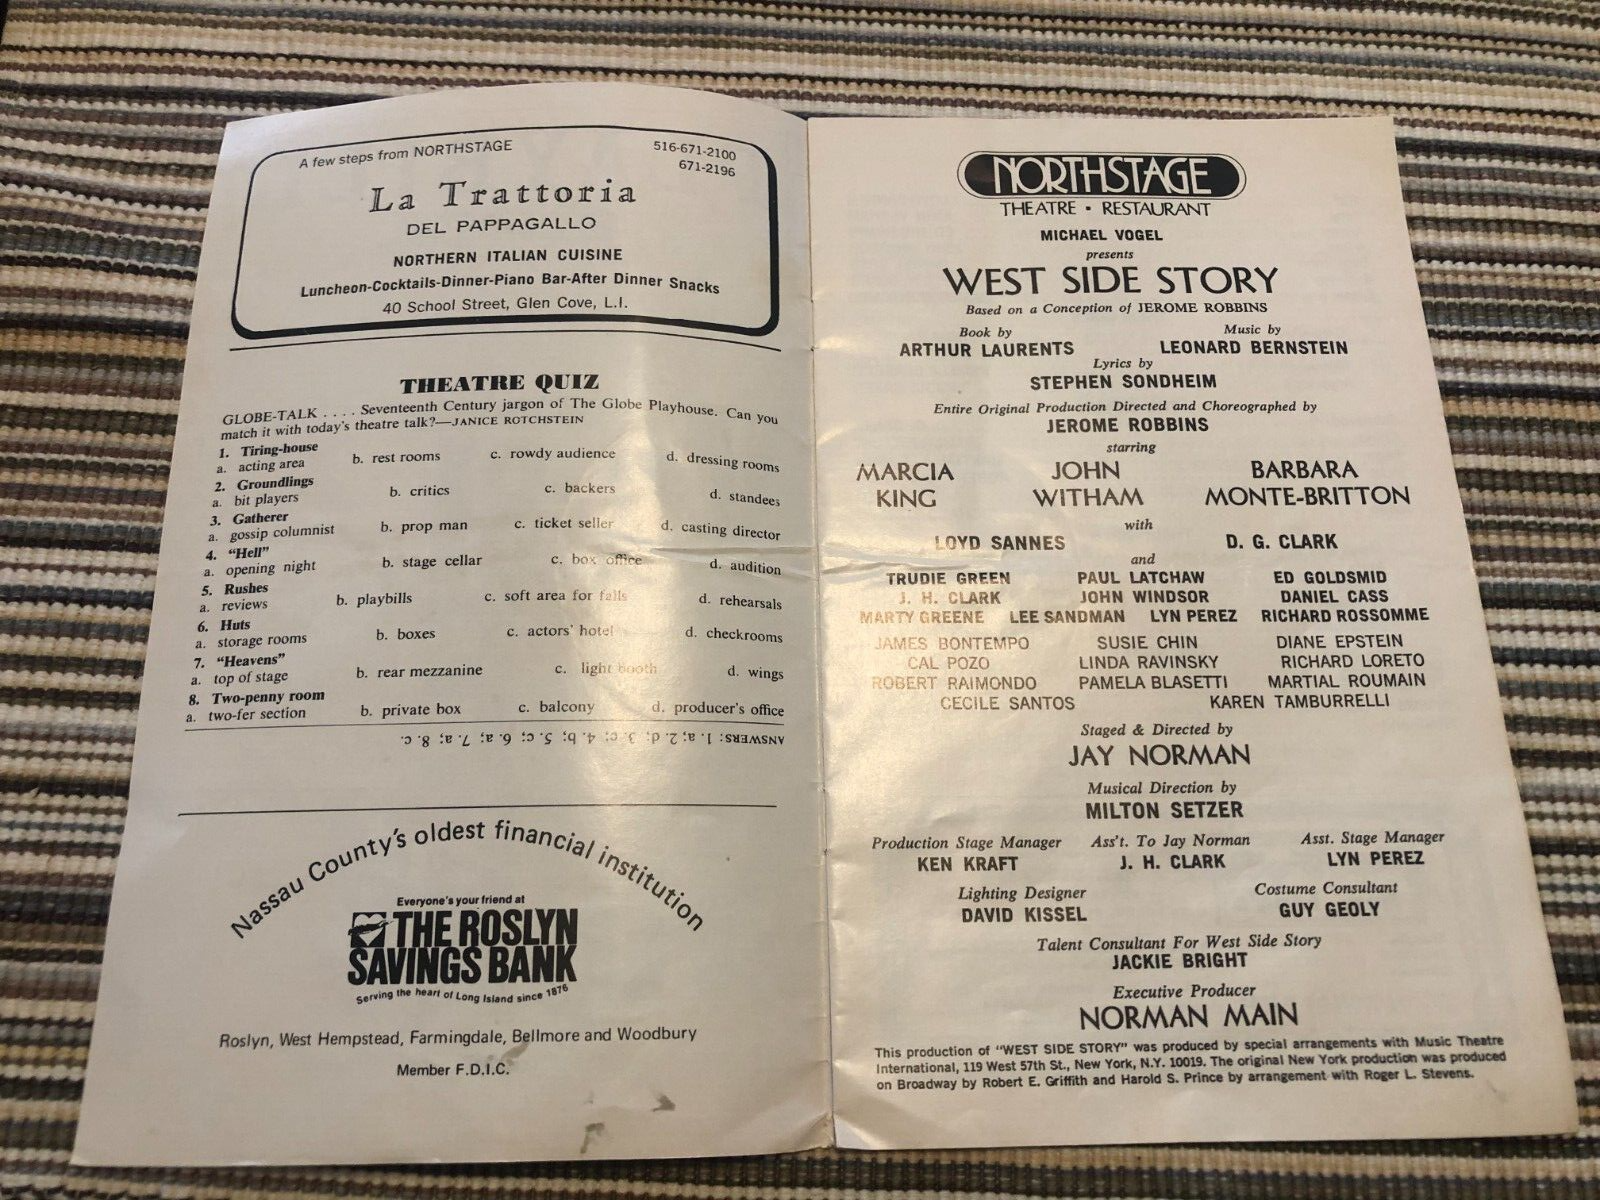 A few steps from NORTHSTAGE
516-671-2100
671-2196
La Trattoria
DEL PAPPAGALLO
NORTHERN ITALIAN CUISINE
Luncheon-Cocktails-Dinner-Piano Bar-After Dinner Snacks
40 School Street, Glen Cove, L.I.
THEATRE QUIZ
GLOBE-TALK . . . . Seventeenth Century jargon of The Globe Playhouse. Can you
match it with today's theatre talk?—JANICE ROTCHSTEIN
1. Tiring-house
a. acting area b. rest rooms c. rowdy audience d. dressing rooms
2. Groundlings
a. bit players b. critics c. backers d. standees
3. Gatherer
a. gossip columnist b. prop man c. ticket seller d. casting director
4. "Hell"
a. opening night b. stage cellar c. box office d. audition
5. Rushes
a. reviews b. playbills c. soft area for falls d. rehearsals
6. Huts
a. storage rooms b. boxes c. actors' hotel d. checkrooms
7. "Heavens"
a. top of stage b. rear mezzanine c. light booth d. wings
8. Two-penny room
a. two-fer section b. private box c. balcony d. producer's office
ANSWERS: 1. a; 2. d; 3. c; 4. b; 5. c; 6. a; 7. a; 8. c.
Nassau County's oldest financial institution
Everyone's your friend at
THE ROSLYN
SAVINGS BANK
Serving the heart of Long Island since 1876
Roslyn, West Hempstead, Farmingdale, Bellmore and Woodbury
Member F.D.I.C.
NORTHSTAGE
THEATRE • RESTAURANT
MICHAEL VOGEL
presents
WEST SIDE STORY
Based on a Conception of JEROME ROBBINS
Book by Music by
ARTHUR LAURENTS LEONARD BERNSTEIN
Lyrics by
STEPHEN SONDHEIM
Entire Original Production Directed and Choreographed by
JEROME ROBBINS
starring
MARCIA JOHN BARBARA
KING WITHAM MONTE-BRITTON
with
LOYD SANNES D. G. CLARK
and
TRUDIE GREEN PAUL LATCHAW ED GOLDSMID
J. H. CLARK JOHN WINDSOR DANIEL CASS
MARTY GREENE LEE SANDMAN LYN PEREZ RICHARD ROSSOMME
JAMES BONTEMPO SUSIE CHIN DIANE EPSTEIN
CAL POZO LINDA RAVINSKY RICHARD LORETO
ROBERT RAIMONDO PAMELA BLASETTI MARTIAL ROUMAIN
CECILE SANTOS KAREN TAMBURRELLI
Staged & Directed by
JAY NORMAN
Musical Direction by
MILTON SETZER
Production Stage Manager Ass't. To Jay Norman Asst. Stage Manager
KEN KRAFT J. H. CLARK LYN PEREZ
Lighting Designer Costume Consultant
DAVID KISSEL GUY GEOLY
Talent Consultant For West Side Story
JACKIE BRIGHT
Executive Producer
NORMAN MAIN
This production of "WEST SIDE STORY" was produced by special arrangements with Music Theatre
International, 119 West 57th St., New York, N.Y. 10019. The original New York production was produced
on Broadway by Robert E. Griffith and Harold S. Prince by arrangement with Roger L. Stevens.